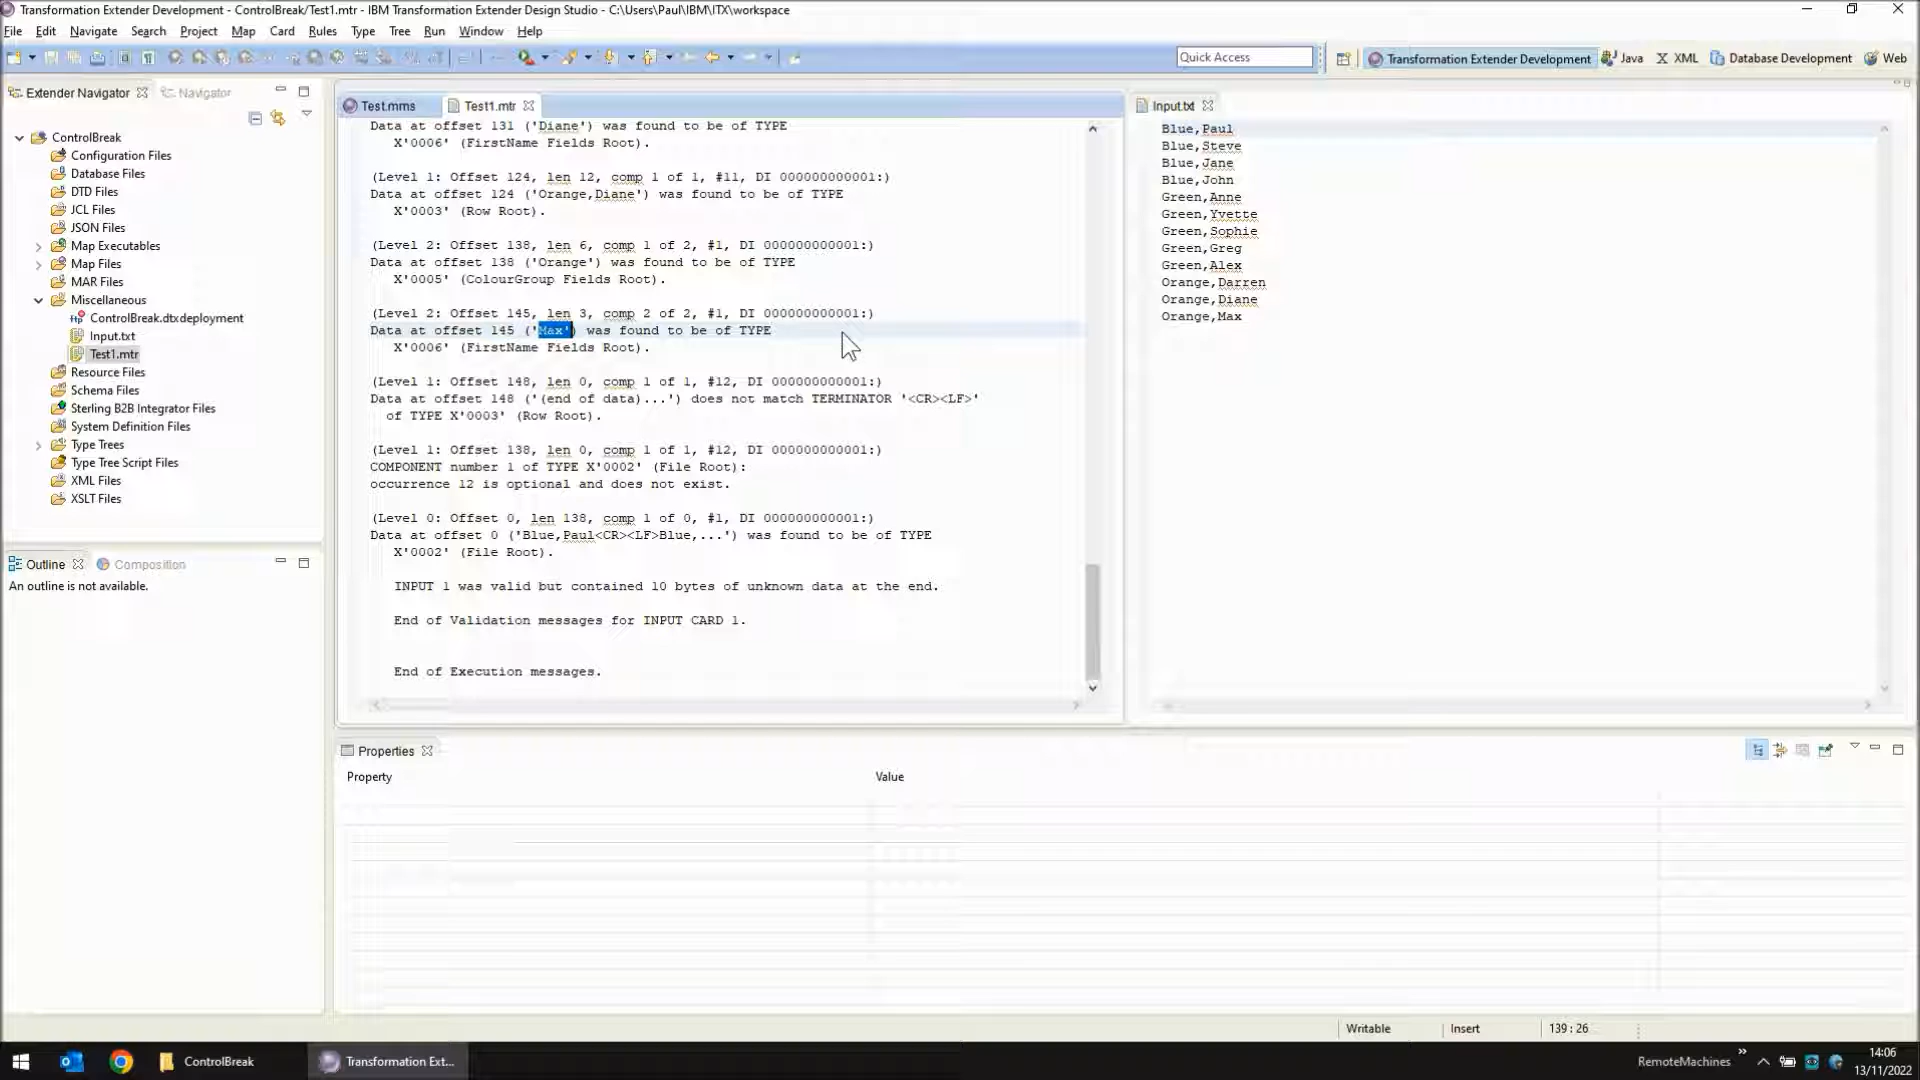 Transformation Extender Development - ControlBreak/Test1.mtr - IBM Transformation Extender Design Studio - C:\Users\Paul\IBM\ITX\workspace
File Edit Navigate Search Project Map Card Rules Type Tree Run Window Help
Quick Access
Transformation Extender Development
Java
XML
Database Development
Web
Extender Navigator
Navigator
ControlBreak
Configuration Files
Database Files
DTD Files
JCL Files
JSON Files
Map Executables
Map Files
MAR Files
Miscellaneous
ControlBreak.dtxdeployment
Input.txt
Test1.mtr
Resource Files
Schema Files
Sterling B2B Integrator Files
System Definition Files
Type Trees
Type Tree Script Files
XML Files
XSLT Files
Outline
Composition
An outline is not available.
Test.mms
Test1.mtr
Data at offset 131 ('Diane') was found to be of TYPE
X'0006' (FirstName Fields Root).
(Level 1: Offset 124, len 12, comp 1 of 1, #11, DI 000000000001:)
Data at offset 124 ('Orange,Diane') was found to be of TYPE
X'0003' (Row Root).
(Level 2: Offset 138, len 6, comp 1 of 2, #1, DI 000000000001:)
Data at offset 138 ('Orange') was found to be of TYPE
X'0005' (ColourGroup Fields Root).
(Level 2: Offset 145, len 3, comp 2 of 2, #1, DI 000000000001:)
Data at offset 145 ('Max') was found to be of TYPE
X'0006' (FirstName Fields Root).
(Level 1: Offset 148, len 0, comp 1 of 1, #12, DI 000000000001:)
Data at offset 148 ('(end of data)...') does not match TERMINATOR '<CR><LF>'
of TYPE X'0003' (Row Root).
(Level 1: Offset 138, len 0, comp 1 of 1, #12, DI 000000000001:)
COMPONENT number 1 of TYPE X'0002' (File Root):
occurrence 12 is optional and does not exist.
(Level 0: Offset 0, len 138, comp 1 of 0, #1, DI 000000000001:)
Data at offset 0 ('Blue,Paul<CR><LF>Blue,...') was found to be of TYPE
X'0002' (File Root).
INPUT 1 was valid but contained 10 bytes of unknown data at the end.
End of Validation messages for INPUT CARD 1.
End of Execution messages.
Input.txt
Blue,Paul
Blue,Steve
Blue,Jane
Blue,John
Green,Anne
Green,Yvette
Green,Sophie
Green,Greg
Green,Alex
Orange,Darren
Orange,Diane
Orange,Max
Properties
Property Value
Writable Insert 139 : 26
ControlBreak
Transformation Ext...
RemoteMachines
14:06
13/11/2022